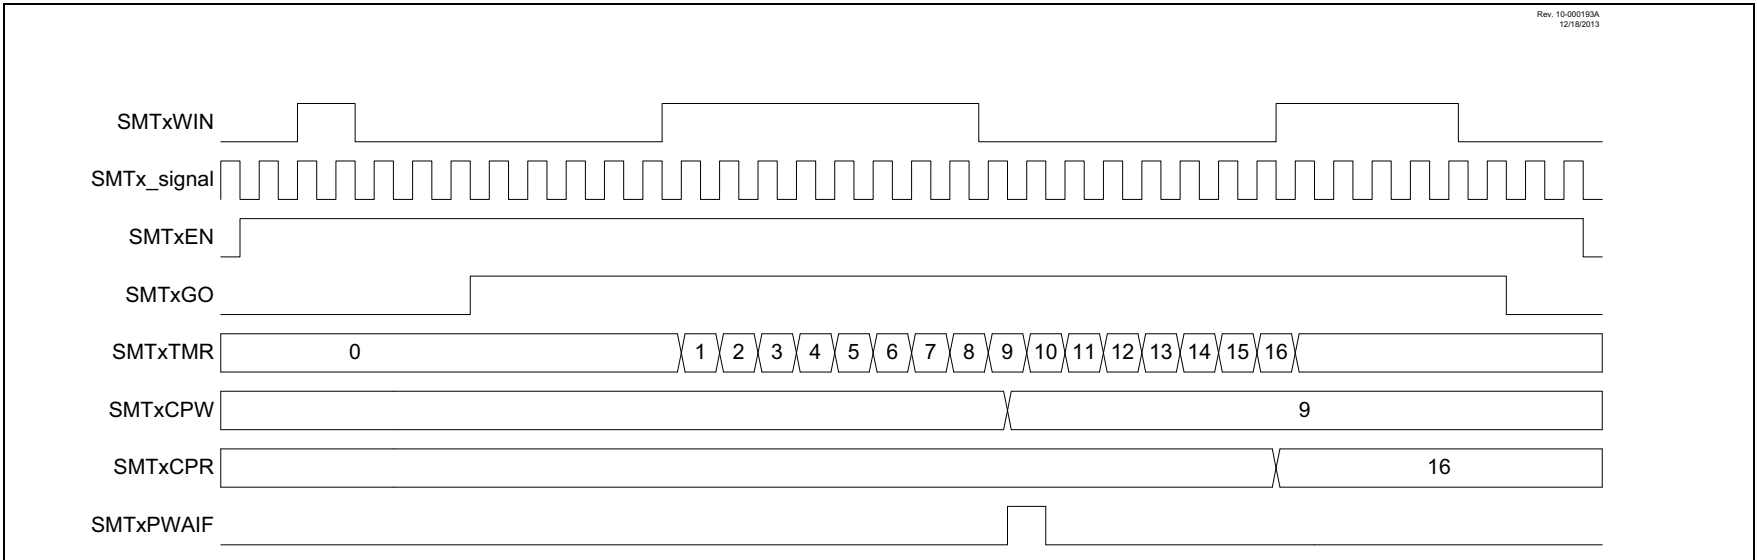 Rev. 10-000193A
12/18/2013
SMTxWIN
SMTx_signal
SMTxEN
SMTxGO
SMTxTMR 0 1 2 3 4 5 6 7 8 9 10 11 12 13 14 15 16
SMTxCPW 9
SMTxCPR 16
SMTxPWAIF